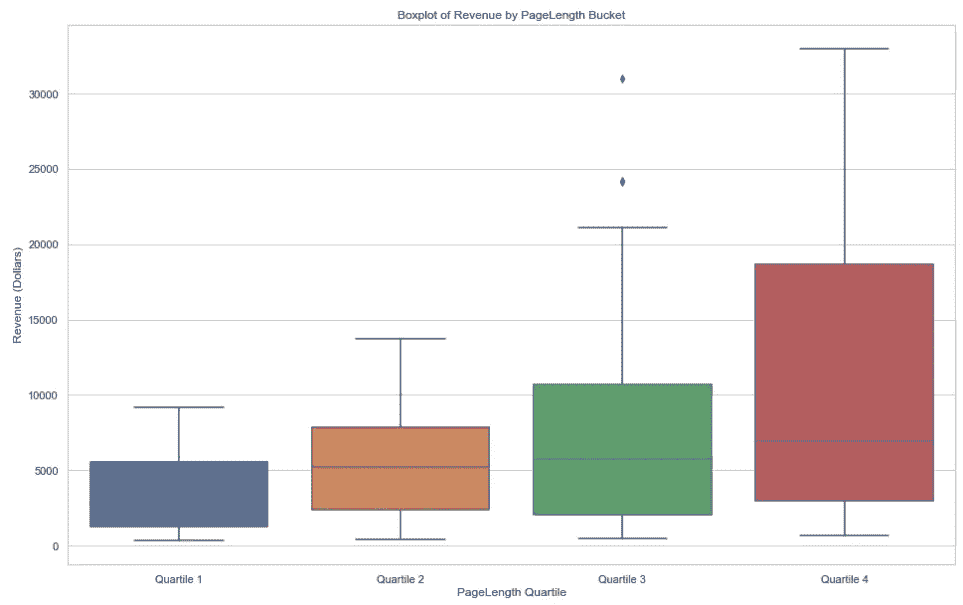 Boxplot of Revenue by PageLength Bucket
30000
25000
20000
15000
10000
5000
0
Revenue (Dollars)
Quartile 1 Quartile 2 Quartile 3 Quartile 4
PageLength Quartile